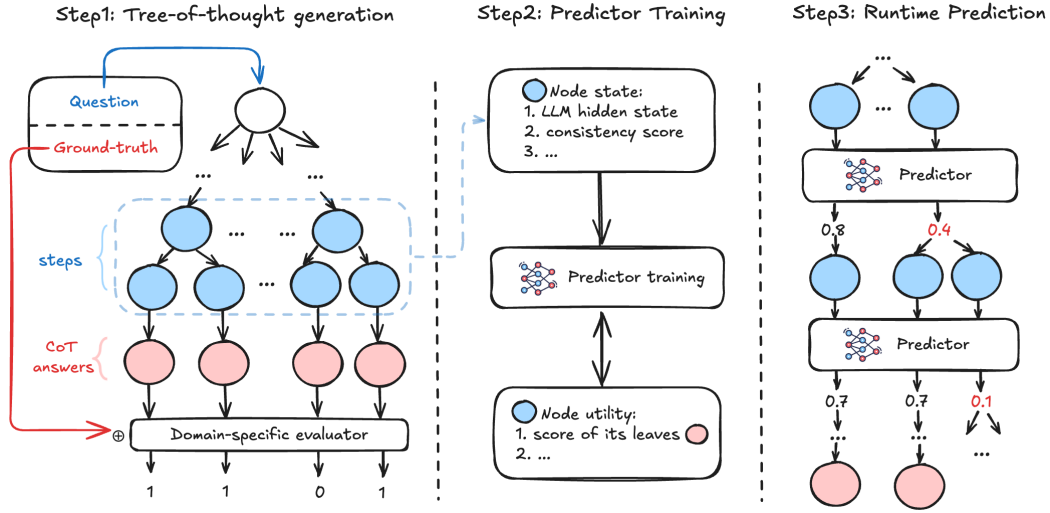 Step1: Tree-of-thought generation
Question
Ground-truth
...
...
... ...
steps
...
CoT
answers
⊕
Domain-specific evaluator
1 1 0 1
Step2: Predictor Training
Node state:
1. LLM hidden state
2. consistency score
3. ...
Predictor training
Node utility:
1. score of its leaves
2. ...
Step3: Runtime Prediction
...
...
Predictor
0.8 0.4
Predictor
0.7 0.7 0.1
... ...
...